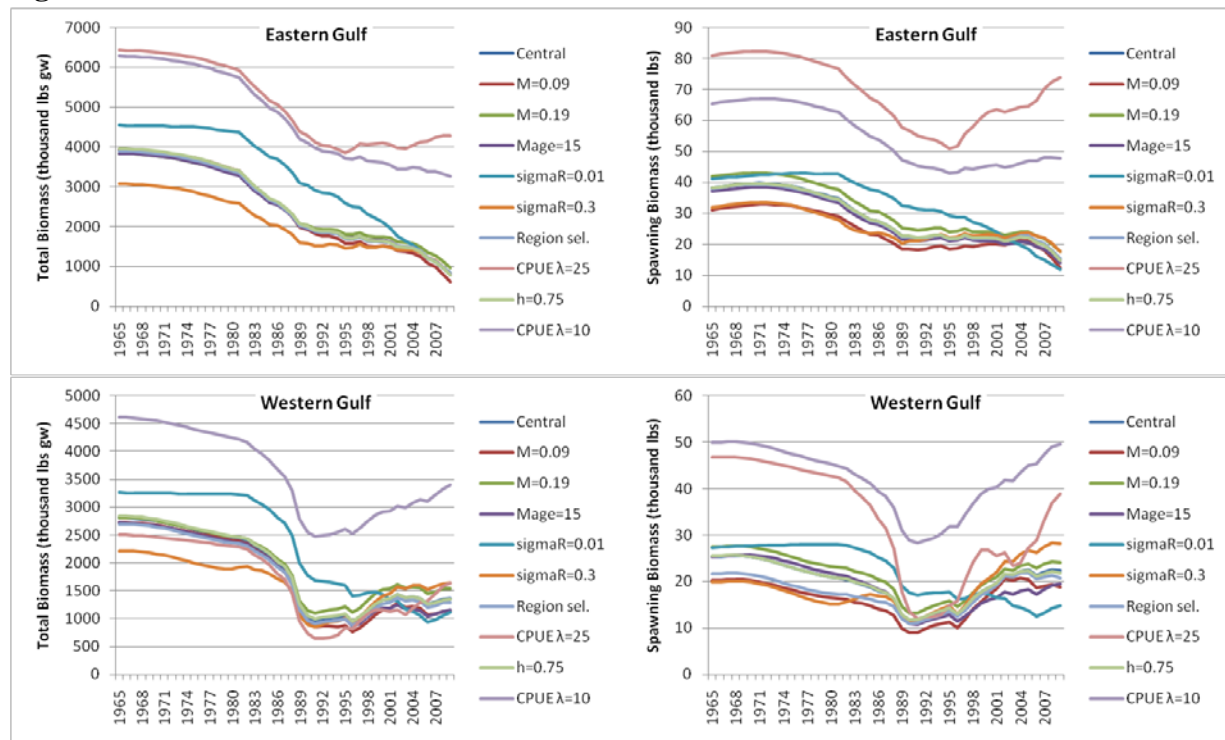 Eastern Gulf
Total Biomass (thousand lbs gw)
7000
6000
5000
4000
3000
2000
1000
0
1965
1968
1971
1974
1977
1980
1983
1986
1989
1992
1995
1998
2001
2004
2007
Central
M=0.09
M=0.19
Mage=15
sigmaR=0.01
sigmaR=0.3
Region sel.
CPUE λ=25
h=0.75
CPUE λ=10
Eastern Gulf
Spawning Biomass (thousand lbs)
90
80
70
60
50
40
30
20
10
0
1965
1968
1971
1974
1977
1980
1983
1986
1989
1992
1995
1998
2001
2004
2007
Central
M=0.09
M=0.19
Mage=15
sigmaR=0.01
sigmaR=0.3
Region sel.
CPUE λ=25
h=0.75
CPUE λ=10
Western Gulf
Total Biomass (thousand lbs gw)
5000
4500
4000
3500
3000
2500
2000
1500
1000
500
0
1965
1968
1971
1974
1977
1980
1983
1986
1989
1992
1995
1998
2001
2004
2007
Central
M=0.09
M=0.19
Mage=15
sigmaR=0.01
sigmaR=0.3
Region sel.
CPUE λ=25
h=0.75
CPUE λ=10
Western Gulf
Spawning Biomass (thousand lbs)
60
50
40
30
20
10
0
1965
1968
1971
1974
1977
1980
1983
1986
1989
1992
1995
1998
2001
2004
2007
Central
M=0.09
M=0.19
Mage=15
sigmaR=0.01
sigmaR=0.3
Region sel.
CPUE λ=25
h=0.75
CPUE λ=10